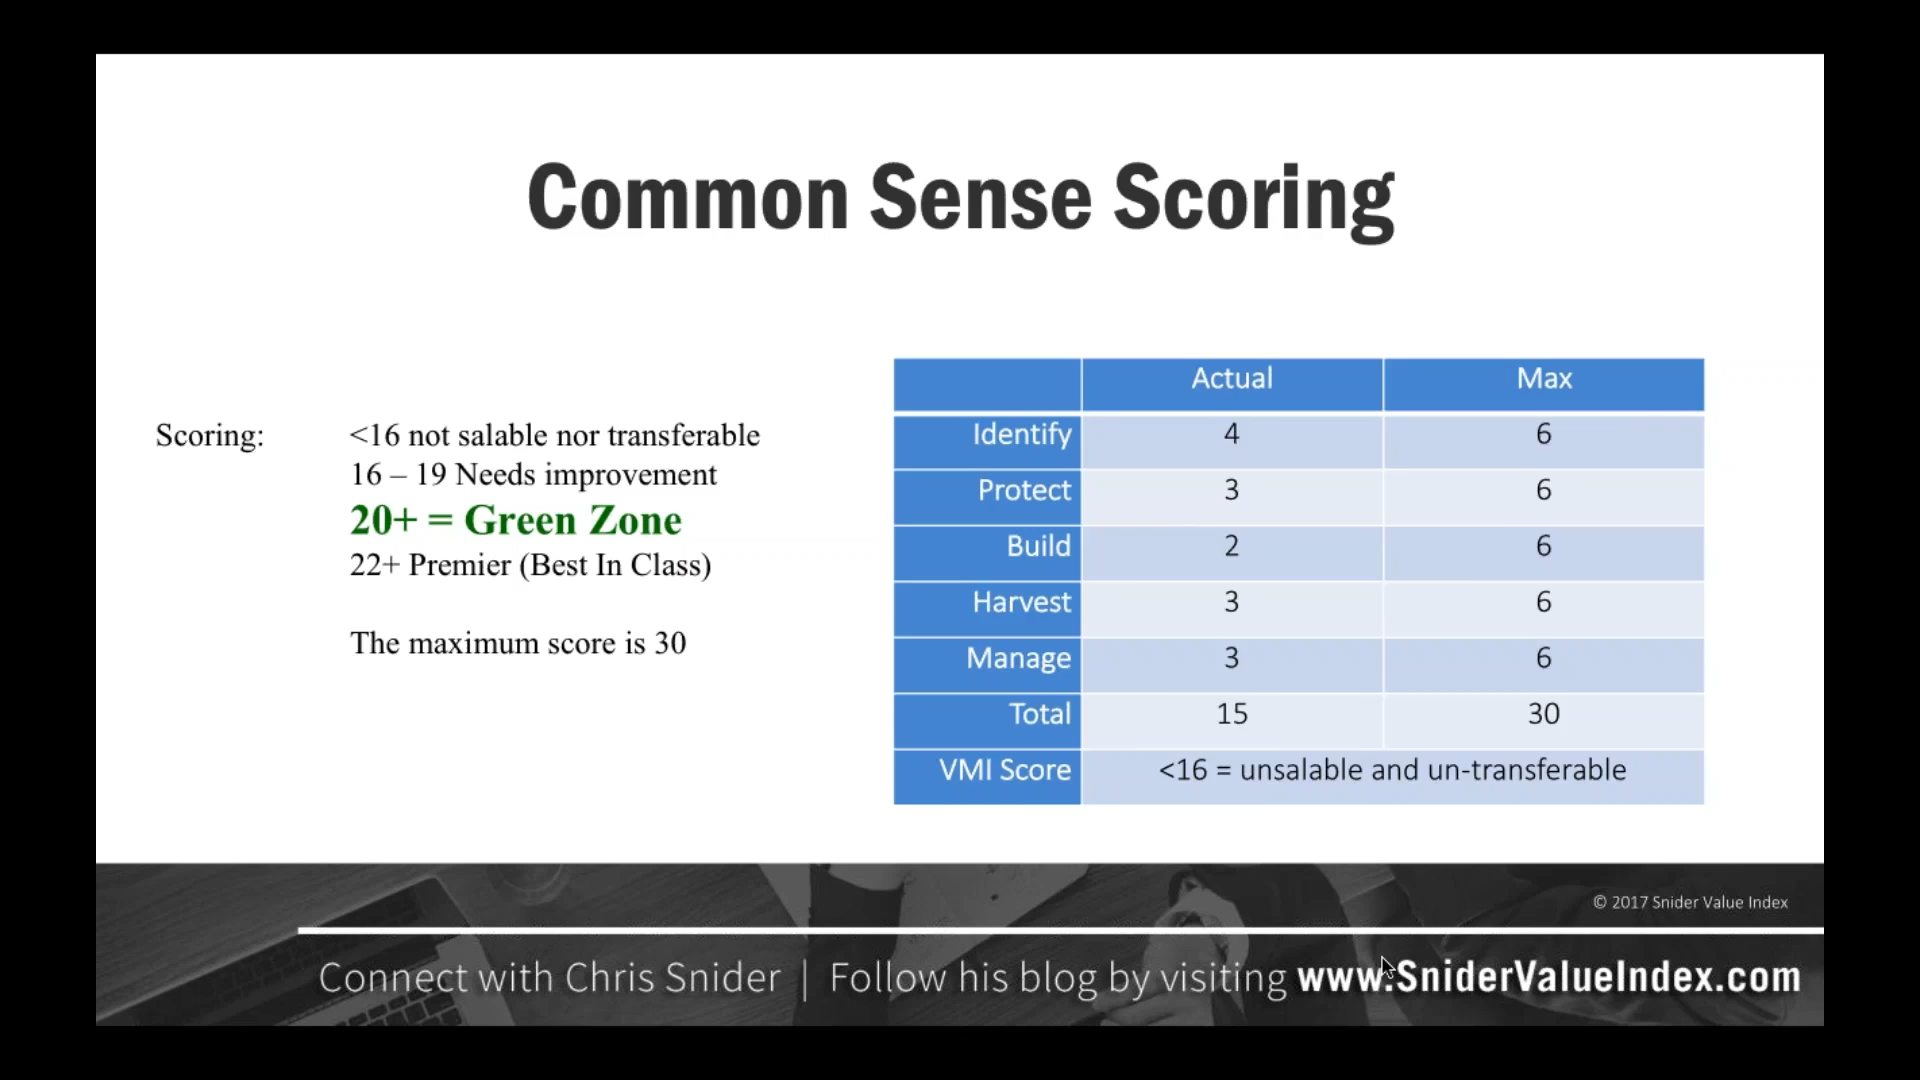 Common Sense Scoring
Scoring: <16 not salable nor transferable
16 – 19 Needs improvement
20+ = Green Zone
22+ Premier (Best In Class)
The maximum score is 30
Actual Max
Identify 4 6
Protect 3 6
Build 2 6
Harvest 3 6
Manage 3 6
Total 15 30
VMI Score <16 = unsalable and un-transferable
© 2017 Snider Value Index
Connect with Chris Snider | Follow his blog by visiting www.SniderValueIndex.com